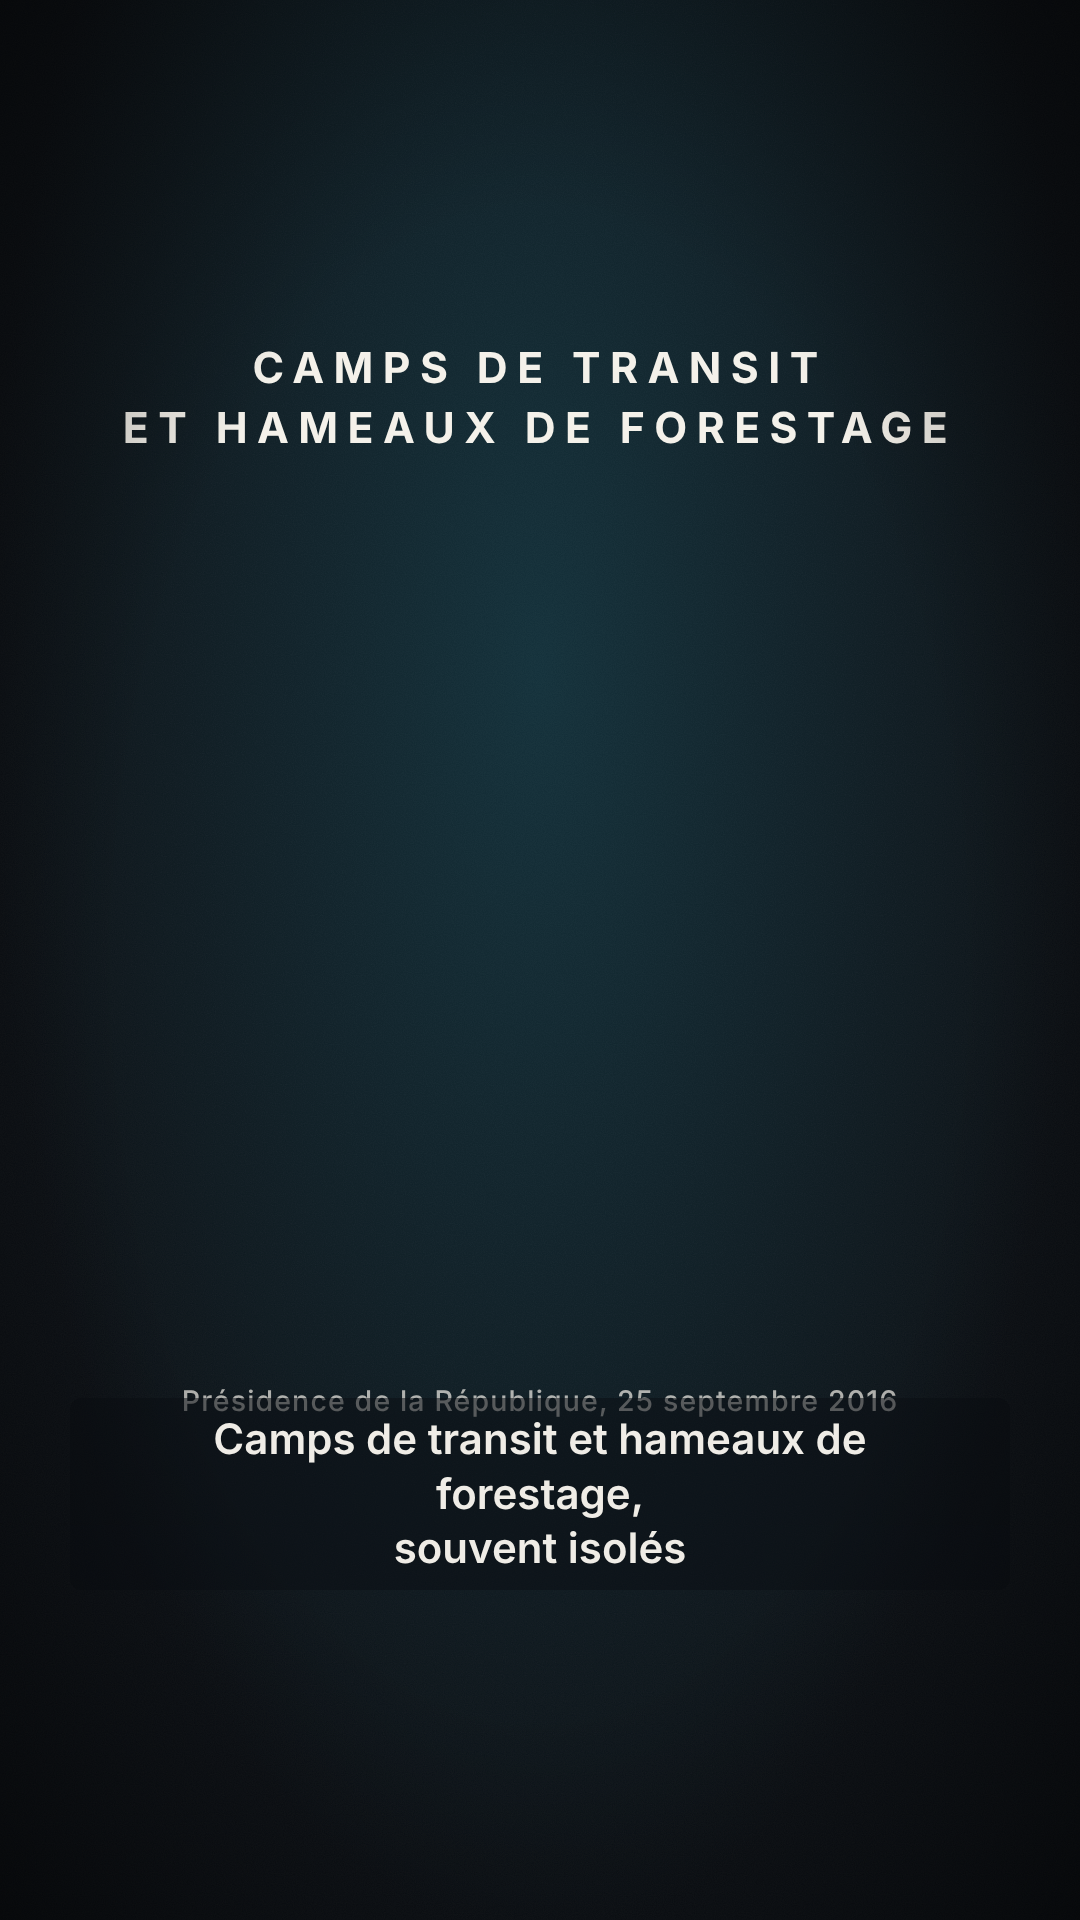 CAMPS DE TRANSIT
ET HAMEAUX DE FORESTAGE
Présidence de la République, 25 septembre 2016
Camps de transit et hameaux de
forestage,
souvent isolés